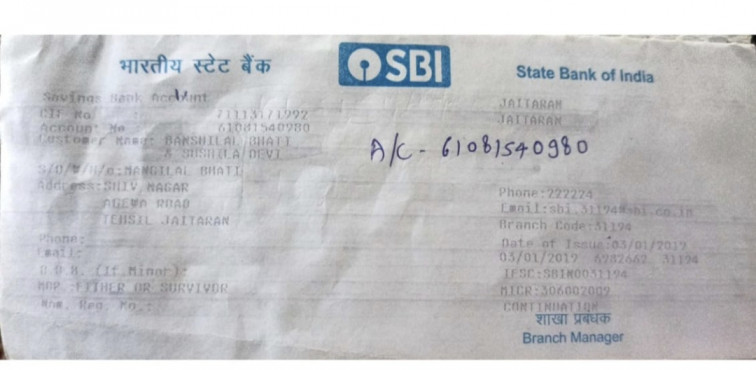 भारतीय स्टेट बैंक
SBI
State Bank of India
Savings Bank Account
CIF No 71113171992
Account No 61081540980
Customer Name: BANSHILAL BHATI
& SUSHILA DEVI
S/D/W/H/o:MANGILAL BHATI
Address:SHIV NAGAR
AGEWA ROAD
TEHSIL JAITARAN
Phone:
Email:
D.O.B. (If Minor):
MOP :EITHER OR SURVIVOR
Nom. Reg. No.:
JAITARAN
JAITARAN
A/C - 61081540980
Phone:222224
Email:sbi.31194@sbi.co.in
Branch Code:31194
Date of Issue:03/01/2019
03/01/2019 6982662 31194
IFSC:SBIN0031194
MICR:306002009
CONTINUATION
शाखा प्रबंधक
Branch Manager